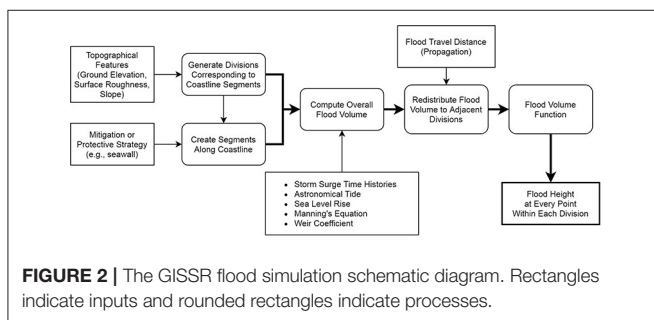 Topographical
Features
(Ground Elevation,
Surface Roughness,
Slope)
Generate Divisions
Corresponding to
Coastline Segments
Mitigation or
Protective Strategy
(e.g., seawall)
Create Segments
Along Coastline
Compute Overall
Flood Volume
• Storm Surge Time Histories
• Astronomical Tide
• Sea Level Rise
• Manning's Equation
• Weir Coefficient
Flood Travel Distance
(Propagation)
Redistribute Flood
Volume to Adjacent
Divisions
Flood Volume
Function
Flood Height
at Every Point
Within Each Division
FIGURE 2 | The GISSR flood simulation schematic diagram. Rectangles
indicate inputs and rounded rectangles indicate processes.